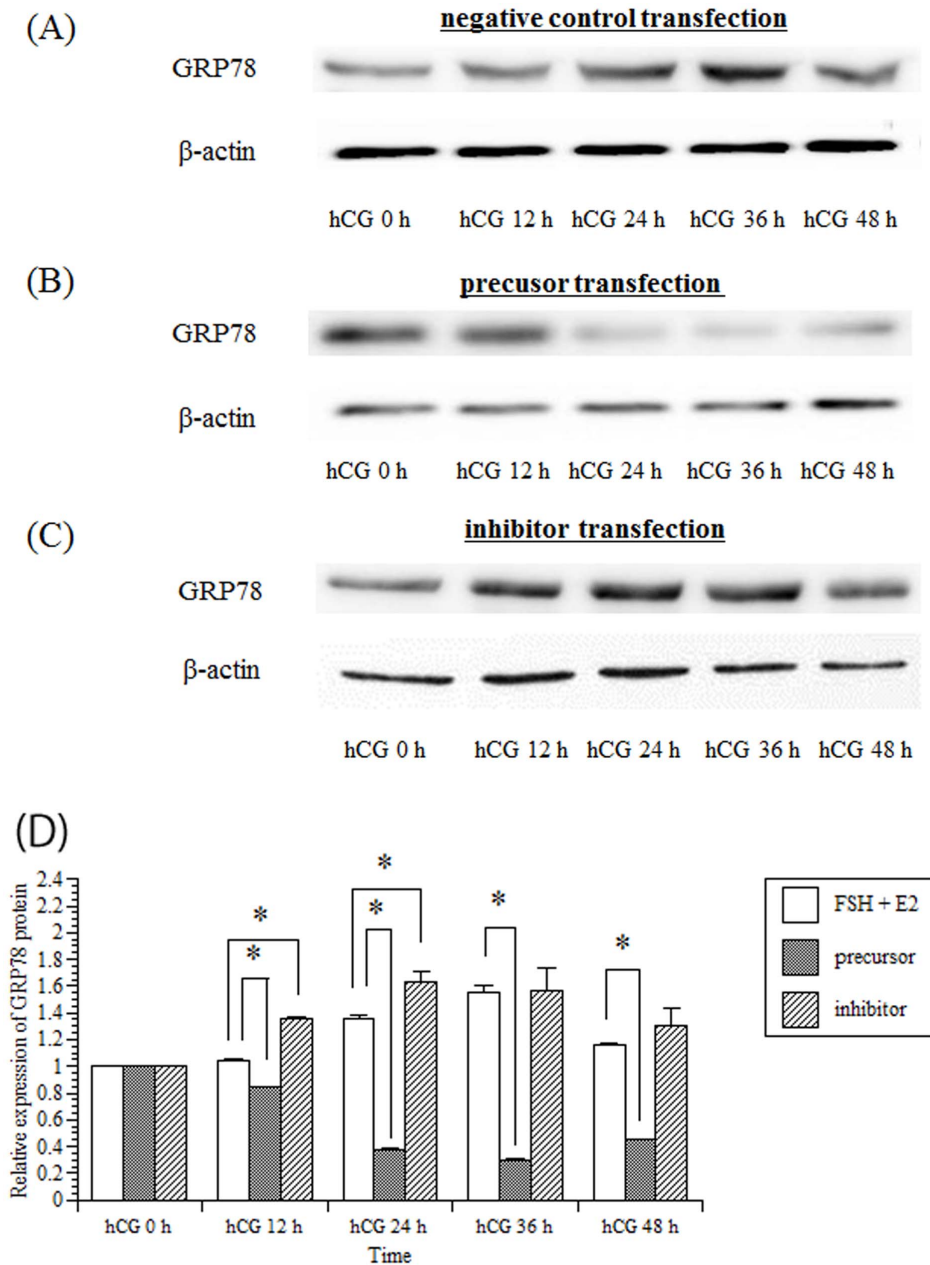 (A)
negative control transfection
GRP78
β-actin
hCG 0 h hCG 12 h hCG 24 h hCG 36 h hCG 48 h
(B)
precusor transfection
GRP78
β-actin
hCG 0 h hCG 12 h hCG 24 h hCG 36 h hCG 48 h
(C)
inhibitor transfection
GRP78
β-actin
hCG 0 h hCG 12 h hCG 24 h hCG 36 h hCG 48 h
(D)
Relative expression of GRP78 protein
2.4
2.2
2
1.8
1.6
1.4
1.2
1
0.8
0.6
0.4
0.2
0
* * * * * *
hCG 0 h hCG 12 h hCG 24 h hCG 36 h hCG 48 h
Time
FSH + E2
precursor
inhibitor